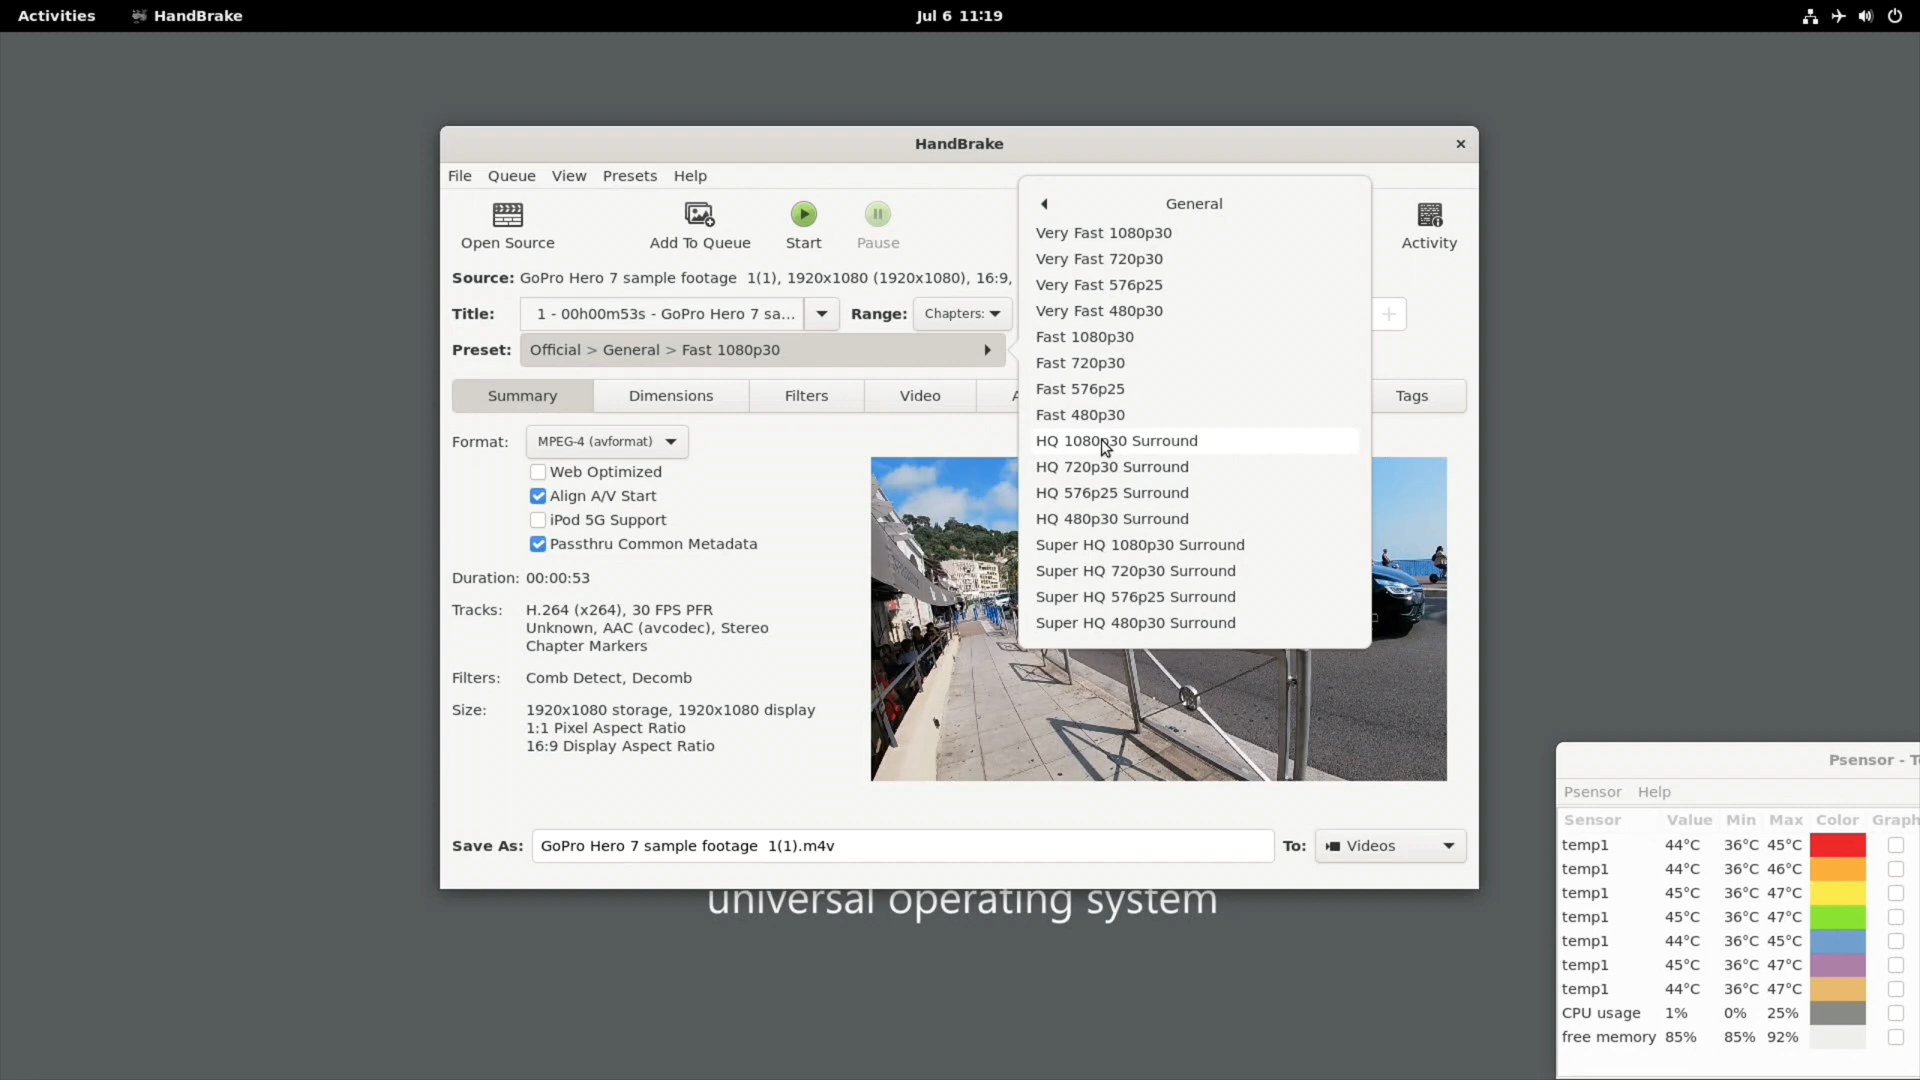 Activities HandBrake Jul 6 11:19
HandBrake
File Queue View Presets Help
Open Source Add To Queue Start Pause Activity
Source: GoPro Hero 7 sample footage 1(1), 1920x1080 (1920x1080), 16:9,
Title: 1 - 00h00m53s - GoPro Hero 7 sa... Range: Chapters:
Preset: Official > General > Fast 1080p30
Summary Dimensions Filters Video Tags
General
Very Fast 1080p30
Very Fast 720p30
Very Fast 576p25
Very Fast 480p30
Fast 1080p30
Fast 720p30
Fast 576p25
Fast 480p30
HQ 1080p30 Surround
HQ 720p30 Surround
HQ 576p25 Surround
HQ 480p30 Surround
Super HQ 1080p30 Surround
Super HQ 720p30 Surround
Super HQ 576p25 Surround
Super HQ 480p30 Surround
Format: MPEG-4 (avformat)
Web Optimized
Align A/V Start
iPod 5G Support
Passthru Common Metadata
Duration: 00:00:53
Tracks: H.264 (x264), 30 FPS PFR
Unknown, AAC (avcodec), Stereo
Chapter Markers
Filters: Comb Detect, Decomb
Size: 1920x1080 storage, 1920x1080 display
1:1 Pixel Aspect Ratio
16:9 Display Aspect Ratio
Save As: GoPro Hero 7 sample footage 1(1).m4v To: Videos
universal operating system
Psensor - Te
Psensor Help
Sensor Value Min Max Color Graph
temp1 44°C 36°C 45°C
temp1 44°C 36°C 46°C
temp1 45°C 36°C 47°C
temp1 45°C 36°C 47°C
temp1 44°C 36°C 45°C
temp1 45°C 36°C 47°C
temp1 44°C 36°C 47°C
CPU usage 1% 0% 25%
free memory 85% 85% 92%